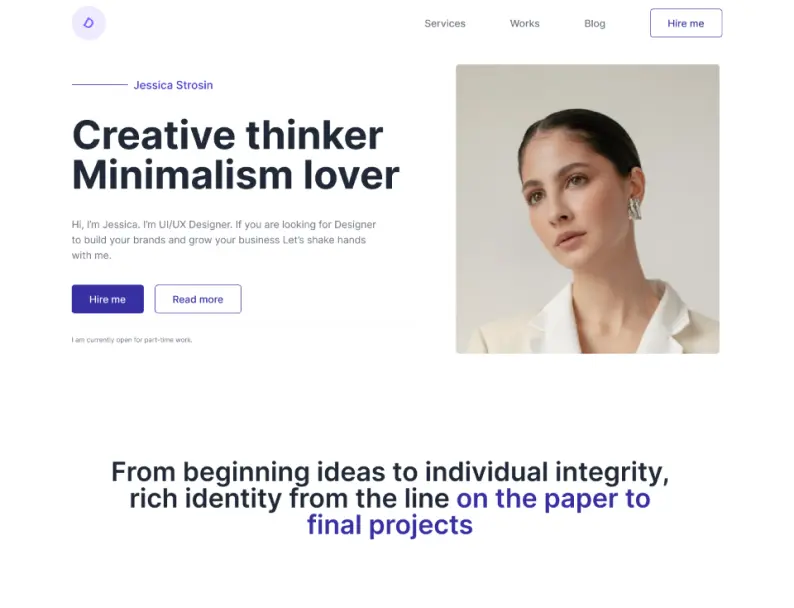 D
Services
Works
Blog
Hire me
Jessica Strosin
Creative thinker
Minimalism lover
Hi, I'm Jessica. I'm UI/UX Designer. If you are looking for Designer
to build your brands and grow your business Let's shake hands
with me.
Hire me
Read more
I am currently open for part-time work.
From beginning ideas to individual integrity,
rich identity from the line on the paper to
final projects